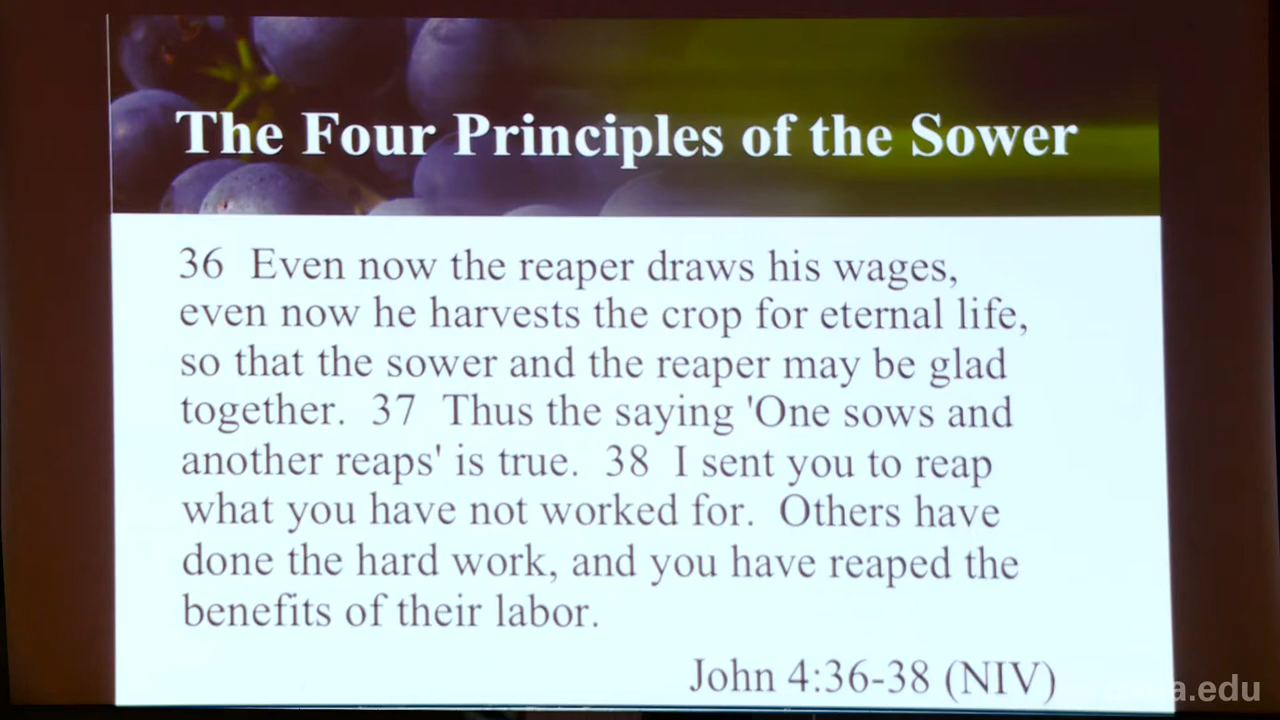 The Four Principles of the Sower
36 Even now the reaper draws his wages,
even now he harvests the crop for eternal life,
so that the sower and the reaper may be glad
together. 37 Thus the saying 'One sows and
another reaps' is true. 38 I sent you to reap
what you have not worked for. Others have
done the hard work, and you have reaped the
benefits of their labor.
John 4:36-38 (NIV)